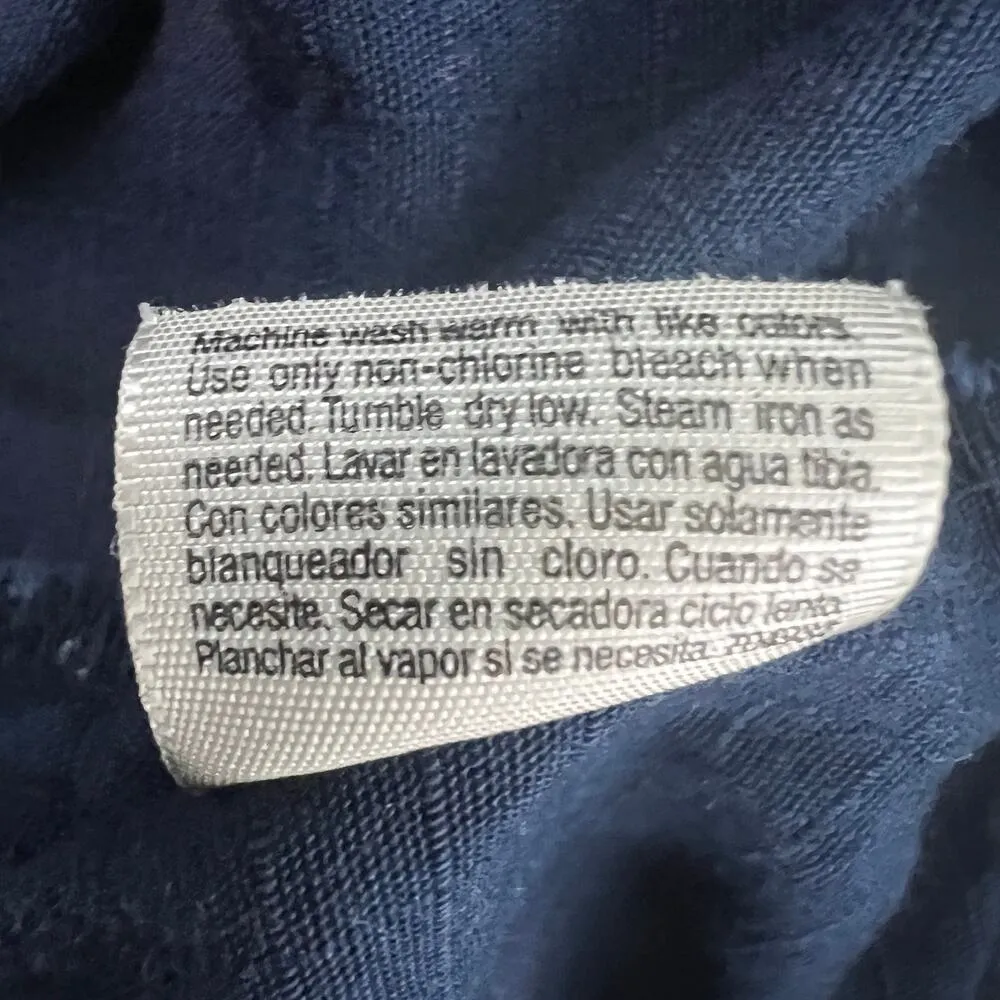 Machine wash warm with like colors.
Use only non-chlorine bleach when
needed. Tumble dry low. Steam iron as
needed. Lavar en lavadora con agua tibia.
Con colores similares. Usar solamente
blanqueador sin cloro. Cuando se
necesite. Secar en secadora ciclo lento
Planchar al vapor si se necesita.